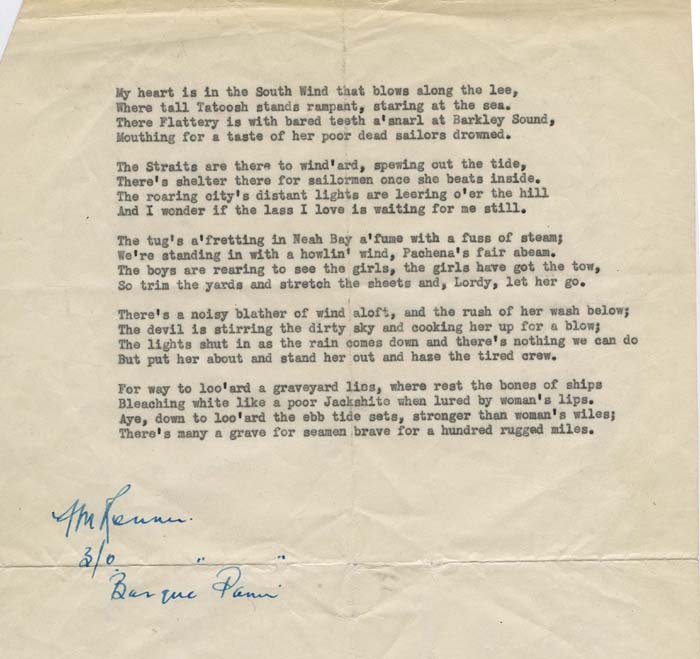 My heart is in the South Wind that blows along the lee,
Where tall Tatoosh stands rampant, staring at the sea.
There Flattery is with bared teeth a'snarl at Barkley Sound,
Mouthing for a taste of her poor dead sailors drowned.

The Straits are there to wind'ard, spewing out the tide,
There's shelter there for sailormen once she beats inside.
The roaring city's distant lights are leering o'er the hill
And I wonder if the lass I love is waiting for me still.

The tug's a'fretting in Neah Bay a'fume with a fuss of steam;
We're standing in with a howlin' wind, Pachena's fair abeam.
The boys are rearing to see the girls, the girls have got the tow,
So trim the yards and stretch the sheets and, Lordy, let her go.

There's a noisy blather of wind aloft, and the rush of her wash below;
The devil is stirring the dirty sky and cooking her up for a blow;
The lights shut in as the rain comes down and there's nothing we can do
But put her about and stand her out and haze the tired crew.

For way to loo'ard a graveyard lies, where rest the bones of ships
Bleaching white like a poor Jackshite when lured by woman's lips.
Aye, down to loo'ard the ebb tide sets, stronger than woman's wiles;
There's many a grave for seamen brave for a hundred rugged miles.

3/0.
Barque